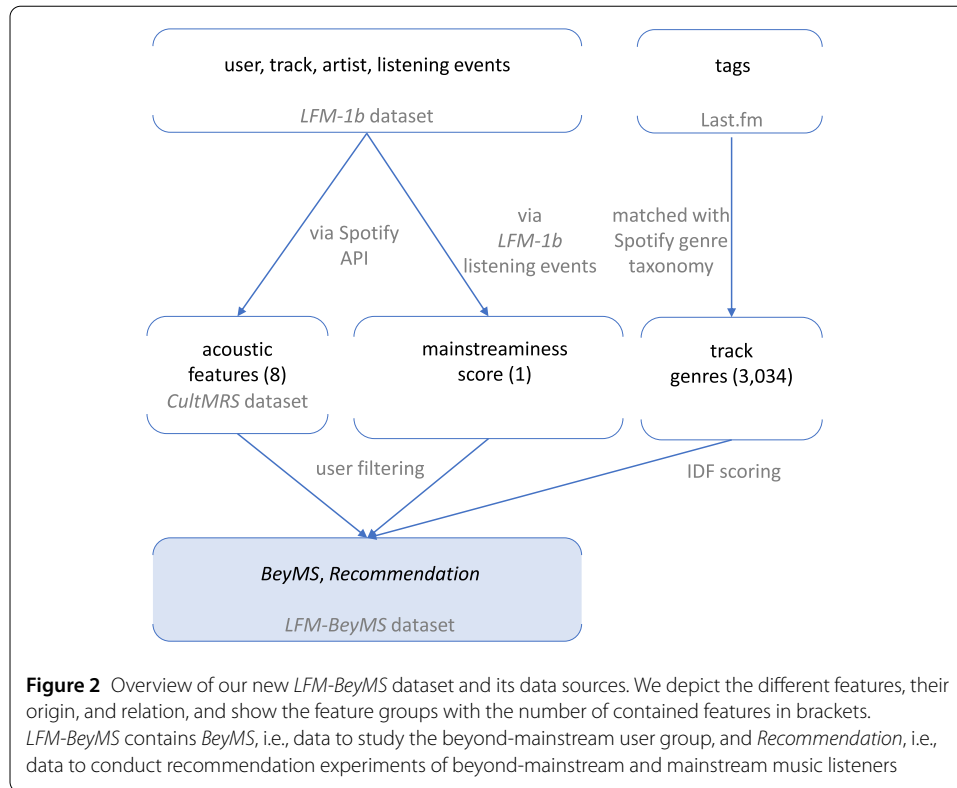 user, track, artist, listening events
LFM-1b dataset
tags
Last.fm
via Spotify
API
via
LFM-1b
listening events
matched with
Spotify genre
taxonomy
acoustic
features (8)
CultMRS dataset
mainstreaminess
score (1)
track
genres (3,034)
user filtering
IDF scoring
BeyMS, Recommendation
LFM-BeyMS dataset
Figure 2 Overview of our new LFM-BeyMS dataset and its data sources. We depict the different features, their
origin, and relation, and show the feature groups with the number of contained features in brackets.
LFM-BeyMS contains BeyMS, i.e., data to study the beyond-mainstream user group, and Recommendation, i.e.,
data to conduct recommendation experiments of beyond-mainstream and mainstream music listeners